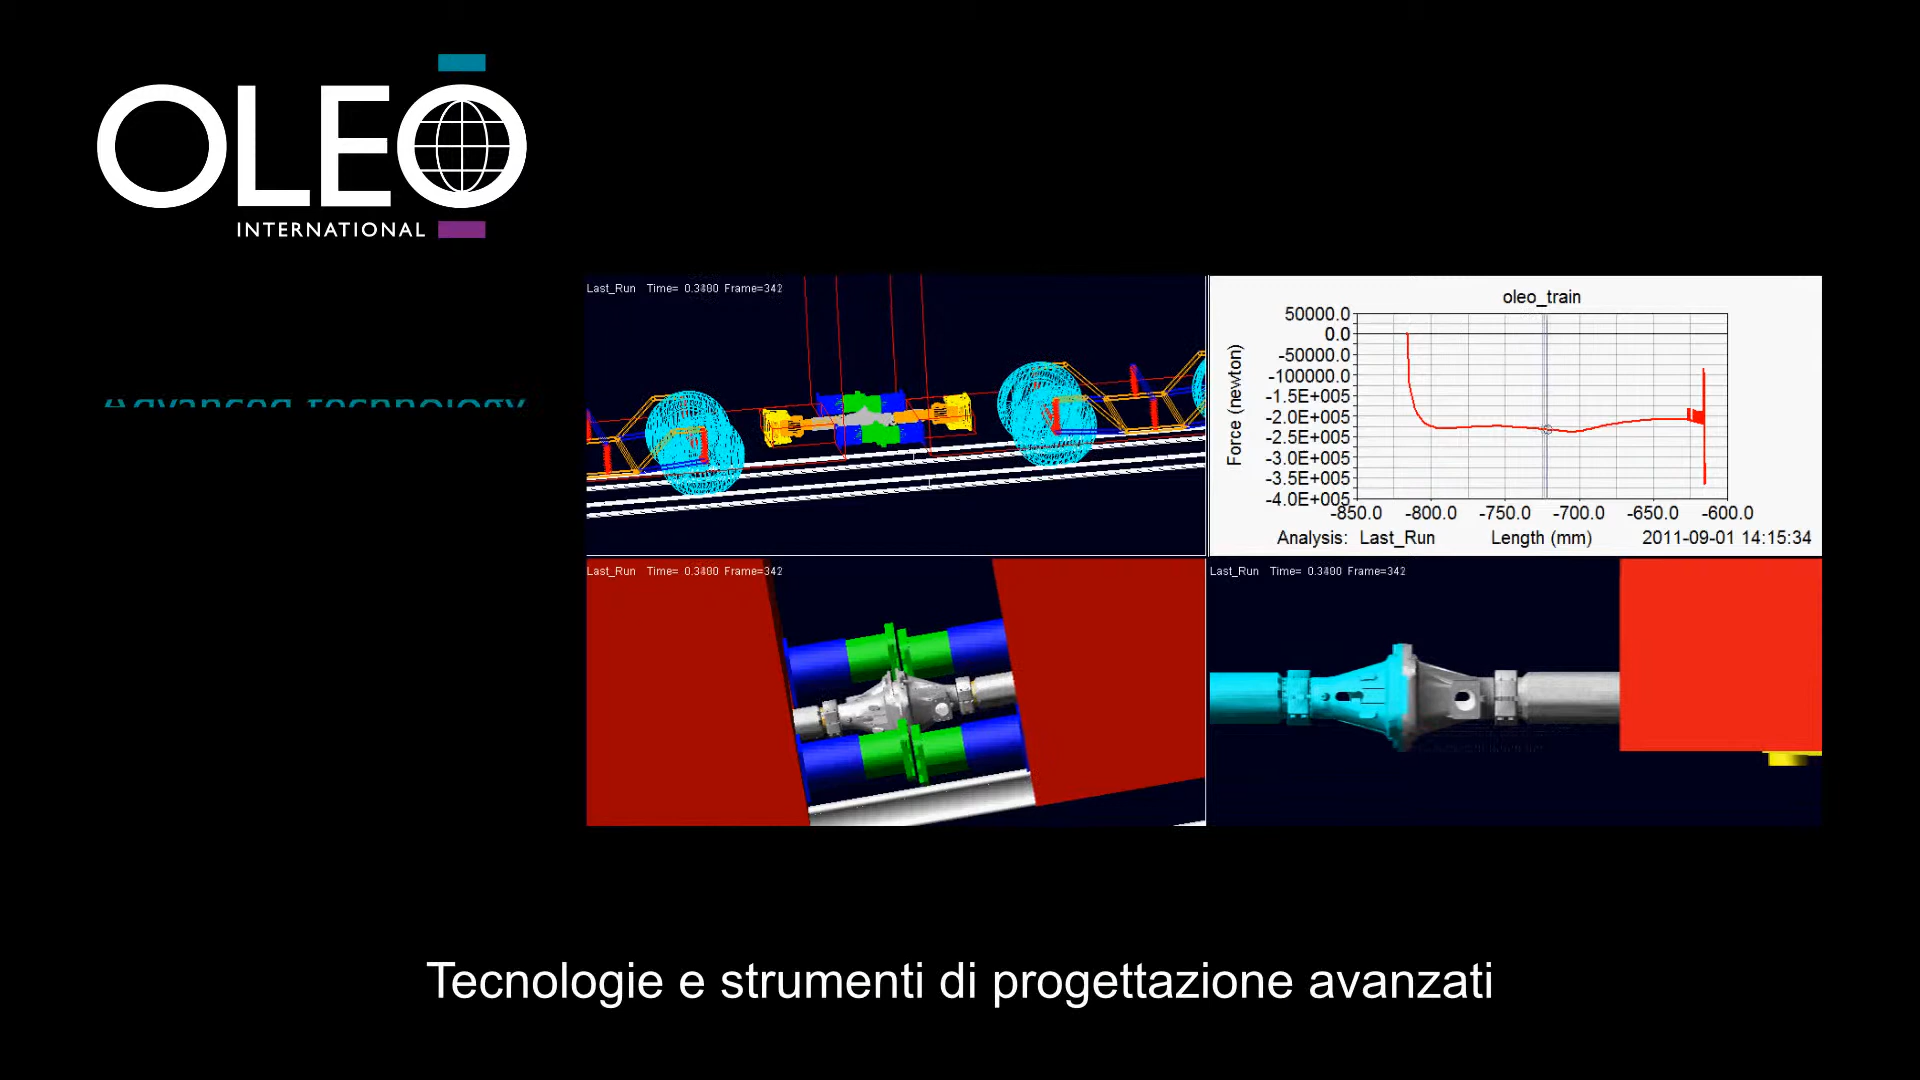 OLEO
INTERNATIONAL
Advanced Technology
Last_Run Time= 0.3400 Frame=342
oleo_train
50000.0
0.0
-50000.0
-100000.0
-1.5E+005
-2.0E+005
-2.5E+005
-3.0E+005
-3.5E+005
-4.0E+005
Force (newton)
-850.0 -800.0 -750.0 -700.0 -650.0 -600.0
Analysis: Last_Run Length (mm) 2011-09-01 14:15:34
Last_Run Time= 0.3400 Frame=342
Last_Run Time= 0.3400 Frame=342
Tecnologie e strumenti di progettazione avanzati